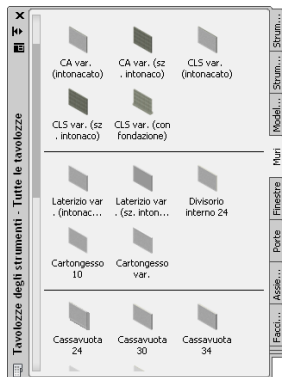 Tavolozze degli strumenti - Tutte le tavolozze
CA var.
(intonacato)
CA var. (sz
. intonaco)
CLS var.
(intonacato)
CLS var. (sz
. intonaco)
CLS var. (con
fondazione)
Laterizio var
. (intonac...
Laterizio var
. (sz. inton...
Divisorio
interno 24
Cartongesso
10
Cartongesso
var.
Cassavuota
24
Cassavuota
30
Cassavuota
34
Strum...
Strum...
Model...
Muri
Finestre
Porte
Assie...
Facci...